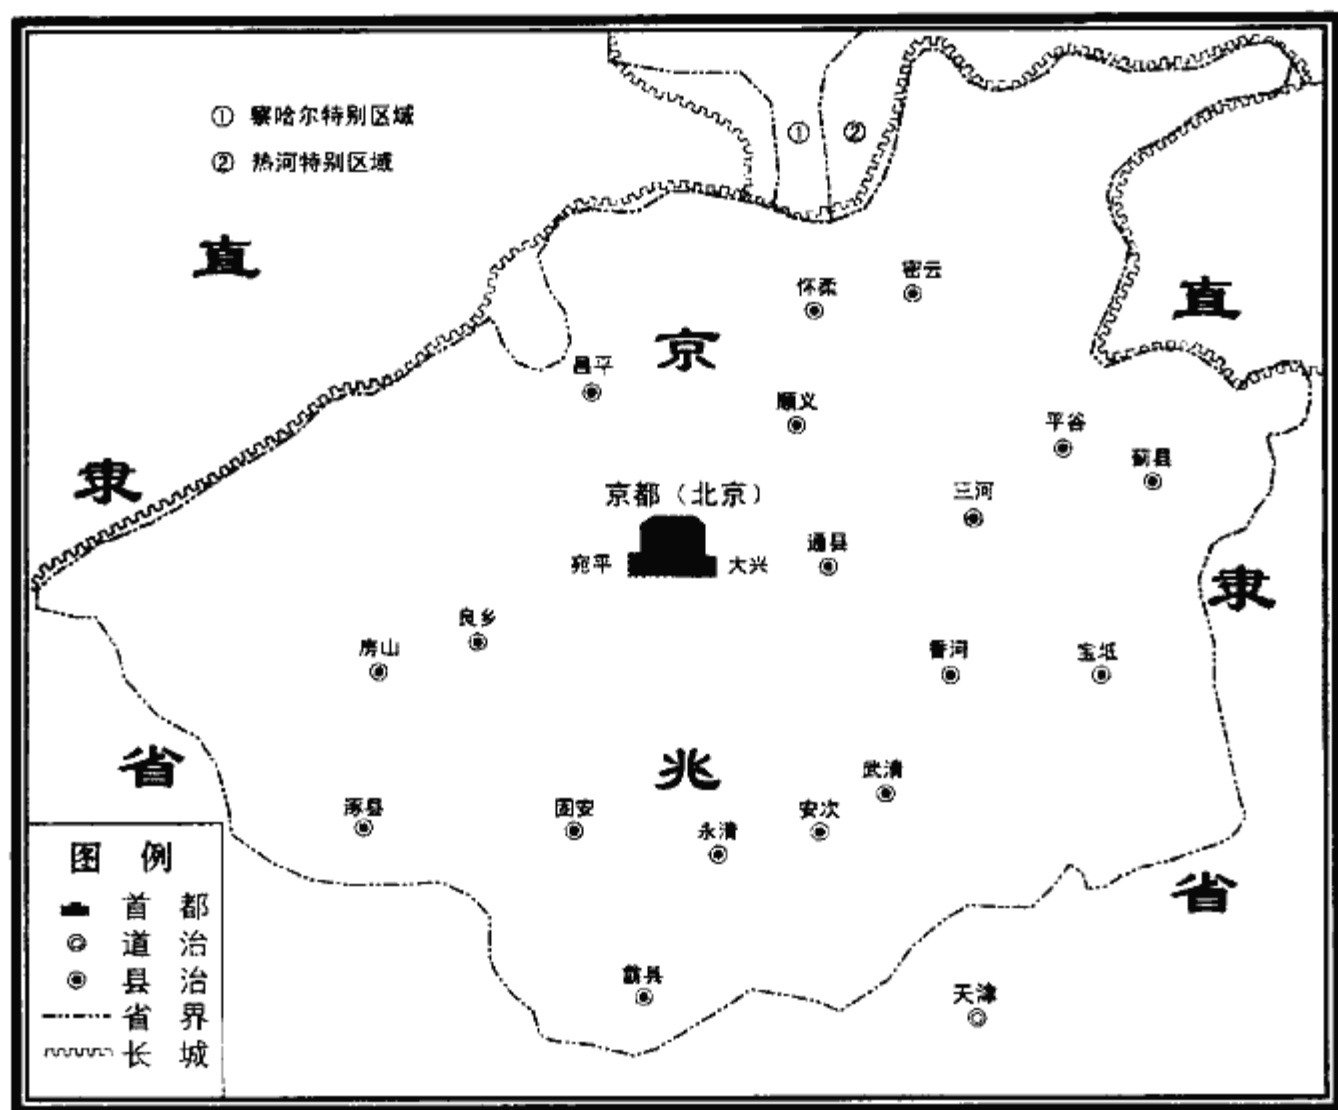 ① 察哈尔特别区域
② 热河特别区域
直
隶
省
京
兆
直
隶
省
密云
怀柔
昌平
顺义
平谷
蓟县
三河
京都（北京）
通县
宛平
大兴
良乡
房山
香河
宝坻
武清
涿县
固安
安次
永清
霸县
天津
①
②
图 例
首 都
道 治
县 治
省 界
长 城